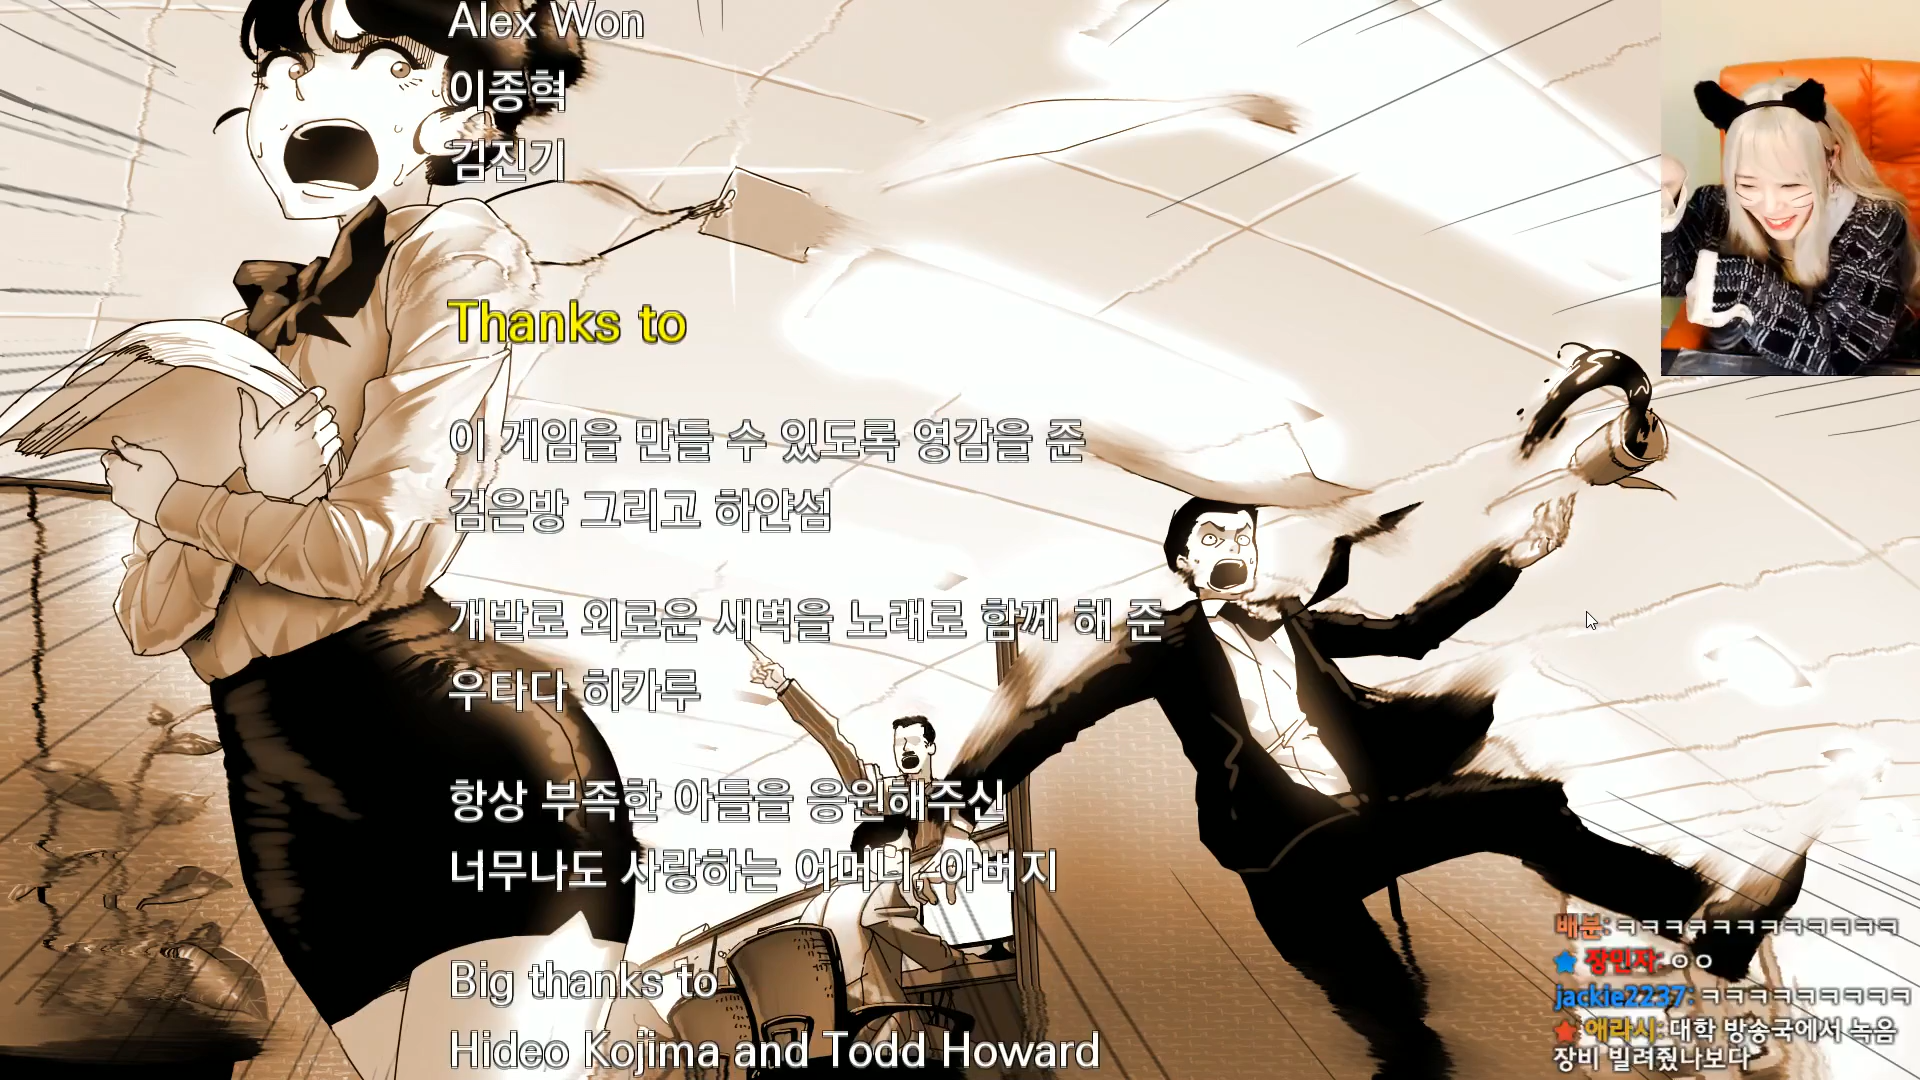 Alex Won
이종혁
김진기
Thanks to
이 게임을 만들 수 있도록 영감을 준
검은방 그리고 하얀섬
개발로 외로운 새벽을 노래로 함께 해 준
우타다 히카루
항상 부족한 아들을 응원해주신
너무나도 사랑하는 어머니, 아버지
Big thanks to
Hideo Kojima and Todd Howard
배분: ㅋㅋㅋㅋㅋㅋㅋㅋㅋㅋㅋㅋ
장민자: ㅇㅇ
jackie2237: ㅋㅋㅋㅋㅋㅋㅋㅋㅋ
애라시: 대학 방송국에서 녹음
장비 빌려줬나보다